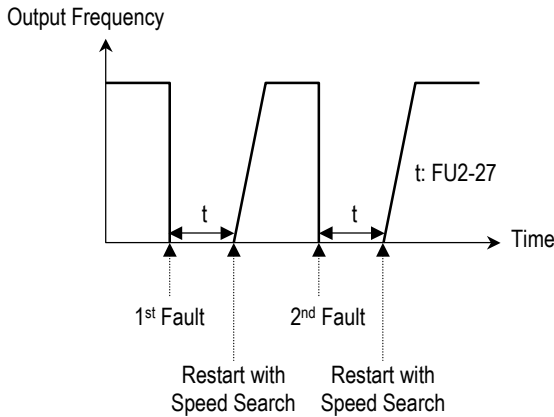 Output Frequency
t
t
t: FU2-27
Time
1st Fault
2nd Fault
Restart with
Speed Search
Restart with
Speed Search